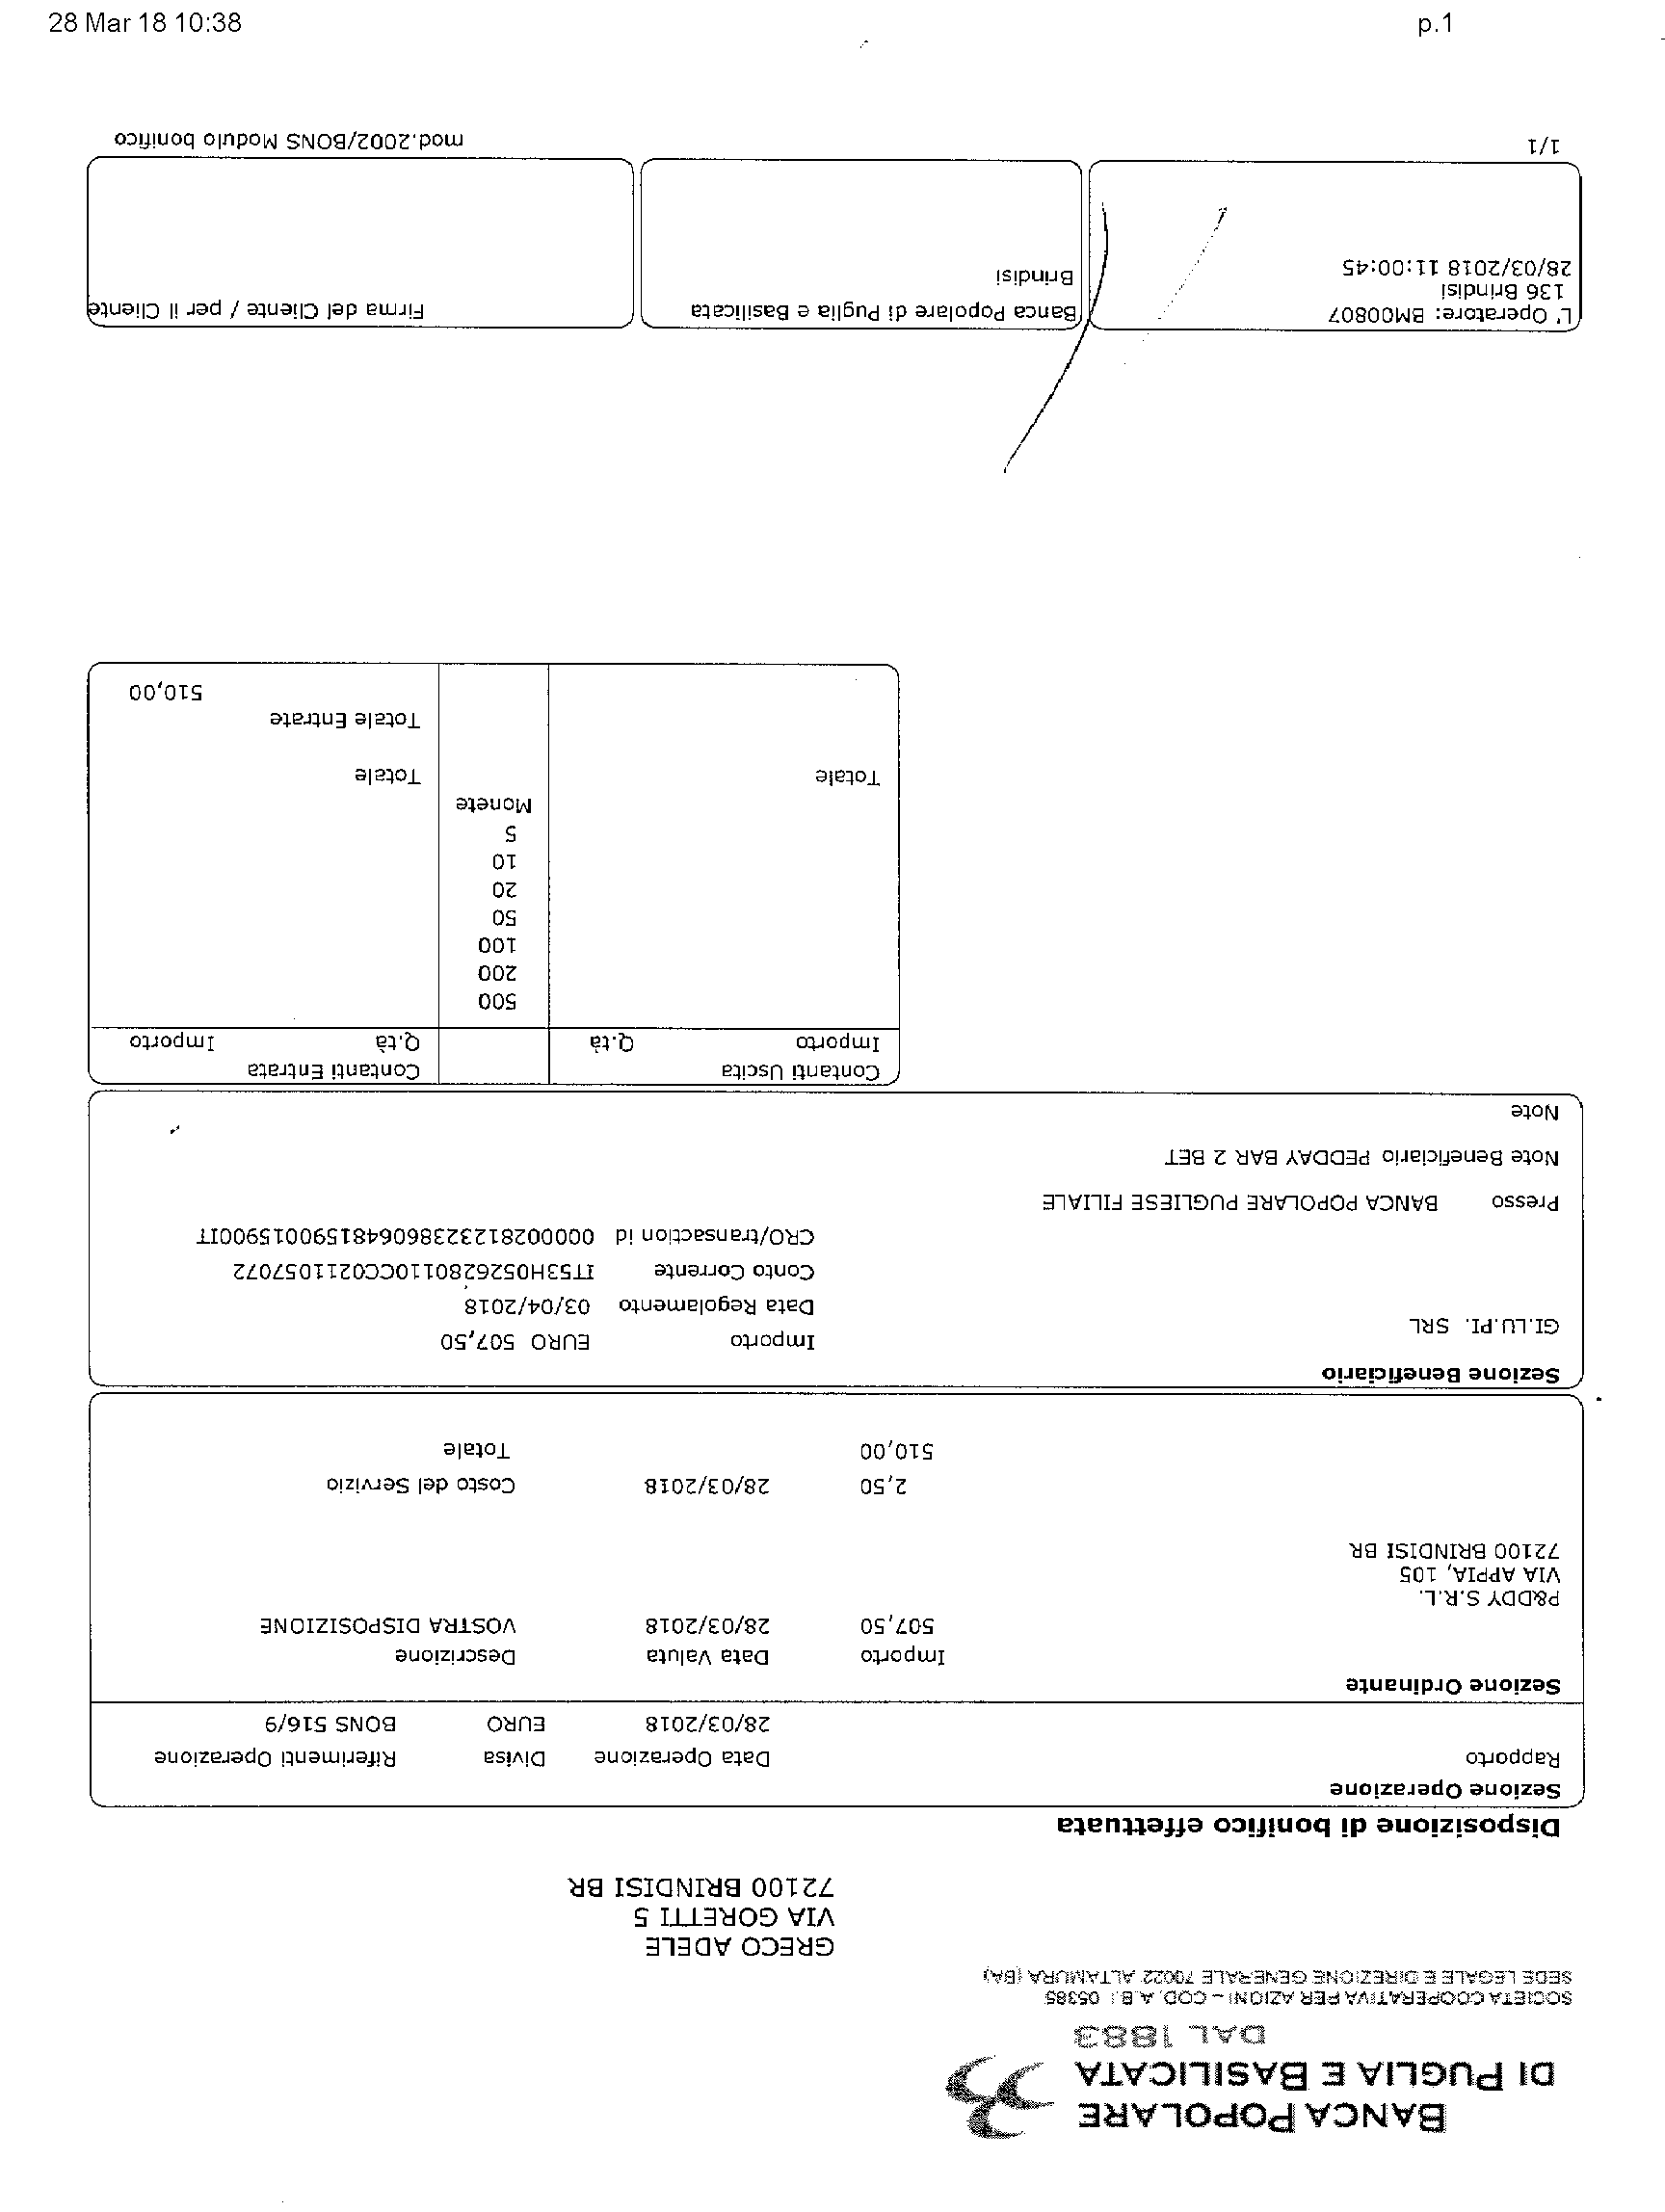 28 Mar 18 10:38 p.1
BANCA POPOLARE
DI PUGLIA E BASILICATA
DAL 1883
SOCIETA COOPERATIVA PER AZIONI – COD. A.B.I. 05385
SEDE LEGALE E DIREZIONE GENERALE 70022 ALTAMURA (BA)
GRECO ADELE
VIA GORETTI 5
72100 BRINDISI BR
Disposizione di bonifico effettuata
Sezione Operazione
Rapporto Data Operazione Divisa Riferimenti Operazione
28/03/2018 EURO BONS 516/9
Sezione Ordinante
Importo Data Valuta Descrizione
507,50 28/03/2018 VOSTRA DISPOSIZIONE
P&DDY S.R.L.
VIA APPIA, 105
72100 BRINDISI BR
2,50 28/03/2018 Costo del Servizio
510,00 Totale
Sezione Beneficiario
Importo EURO 507,50
GI.LU.PI. SRL
Data Regolamento 03/04/2018
Conto Corrente IT53H0526280110CC0211057072
CRO/transaction id 0000028123238606481590015900IT
Presso BANCA POPOLARE PUGLIESE FILIALE
Note Beneficiario PEDDAY BAR 2 BET
Note
Contanti Uscita Contanti Entrata
Importo Q.tà Q.tà Importo
500
200
100
50
20
10
5
Monete
Totale Totale
Totale Entrate
510,00
L' Operatore: BM00807
136 Brindisi
28/03/2018 11:00:45
Banca Popolare di Puglia e Basilicata
Brindisi
Firma del Cliente / per il Cliente
1/1 mod.2002/BONS Modulo bonifico